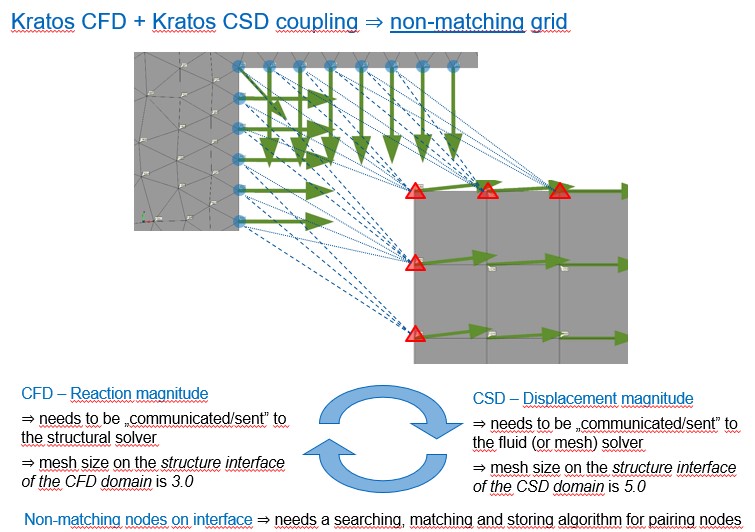 Kratos CFD + Kratos CSD coupling ⇒ non-matching grid
CFD – Reaction magnitude
⇒ needs to be „communicated/sent” to
the structural solver
⇒ mesh size on the structure interface
of the CFD domain is 3.0
CSD – Displacement magnitude
⇒ needs to be „communicated/sent” to
the fluid (or mesh) solver
⇒ mesh size on the structure interface
of the CSD domain is 5.0
Non-matching nodes on interface ⇒ needs a searching, matching and storing algorithm for pairing nodes